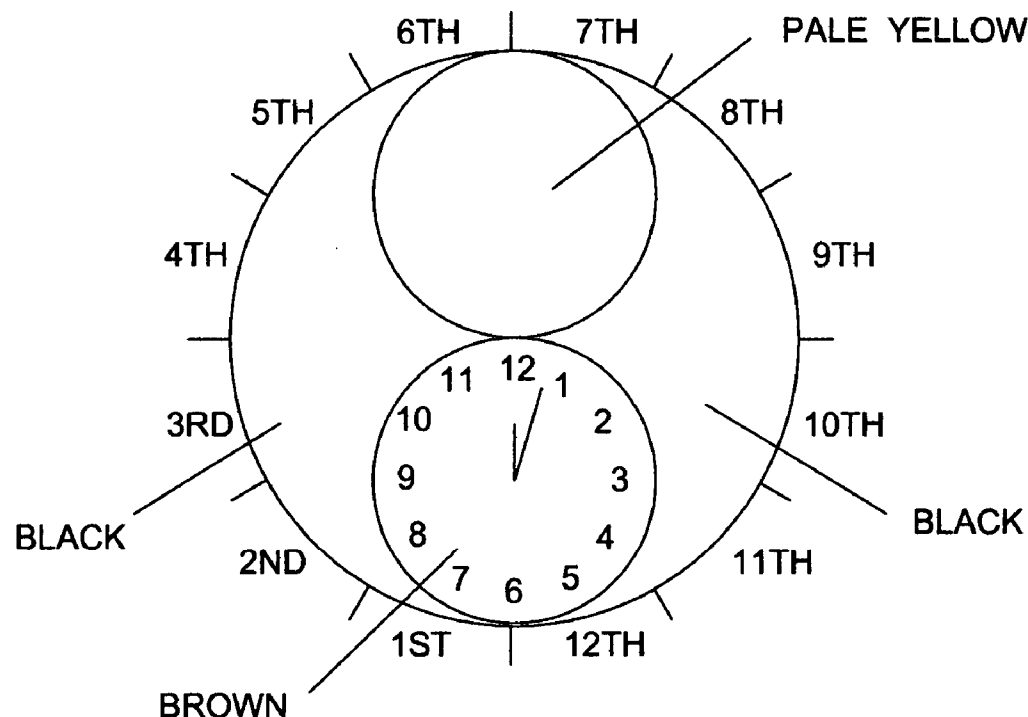 6TH
7TH
PALE YELLOW
5TH
8TH
4TH
9TH
12
11
1
10
2
3RD
10TH
9
3
BLACK
8
4
BLACK
2ND
7
5
11TH
6
1ST
12TH
BROWN